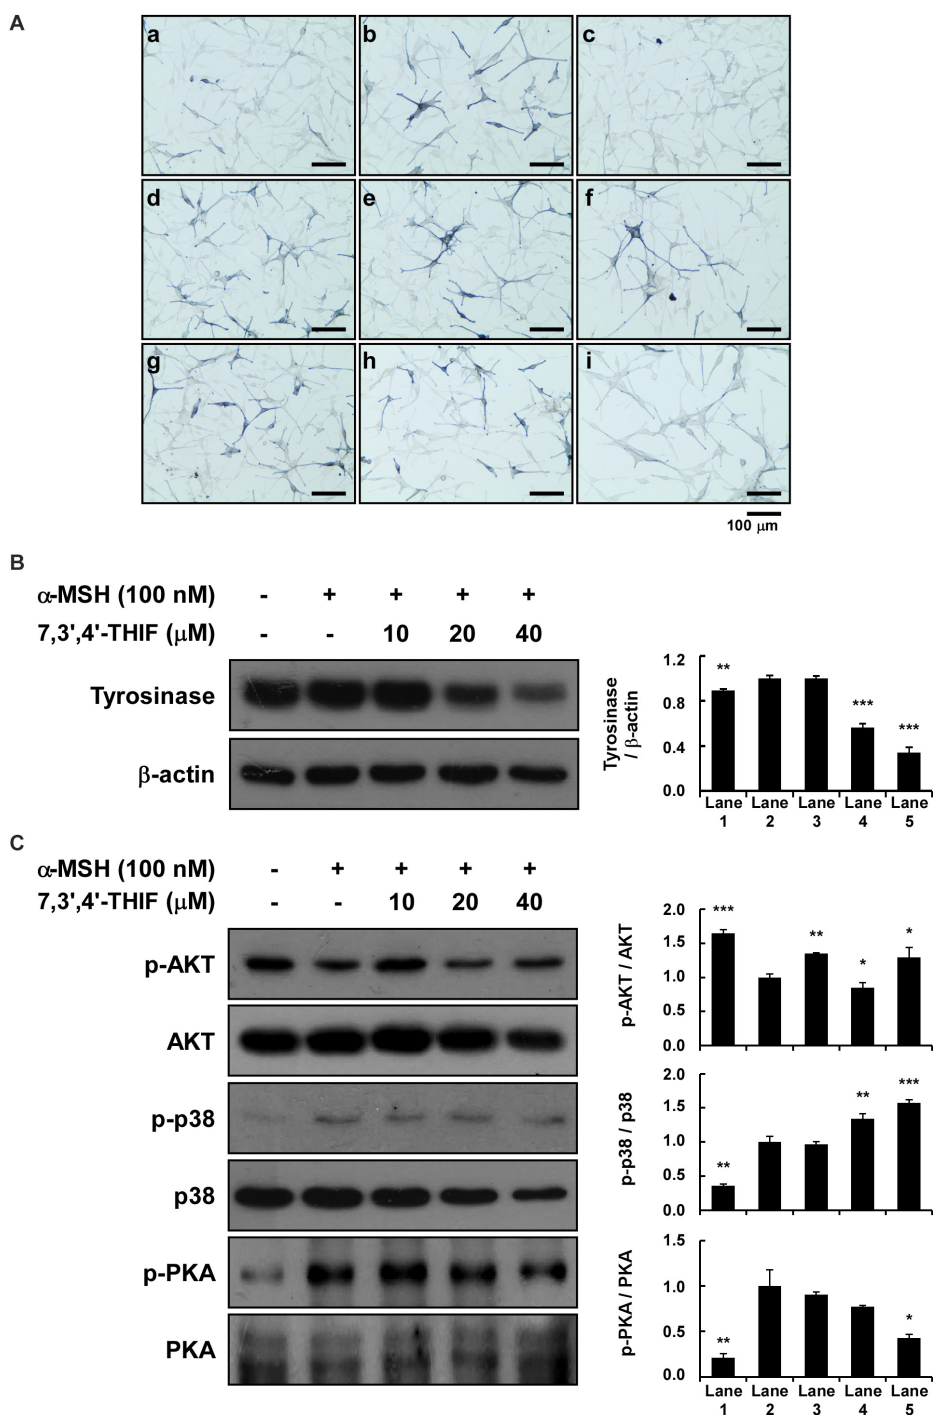 A
a b c
d e f
g h i
100 μm
B
α-MSH (100 nM) - + + + +
7,3',4'-THIF (μM) - - 10 20 40
Tyrosinase
β-actin
Tyrosinase
/ β-actin
1.2
0.8
0.4
0.0
** *** ***
Lane Lane Lane Lane Lane
1 2 3 4 5
C
α-MSH (100 nM) - + + + +
7,3',4'-THIF (μM) - - 10 20 40
p-AKT
AKT
p-p38
p38
p-PKA
PKA
p-AKT / AKT
2.0
1.5
1.0
0.5
0.0
*** ** * *
p-p38 / p38
2.0
1.5
1.0
0.5
0.0
** ** ***
p-PKA / PKA
1.5
1.0
0.5
0.0
** *
Lane Lane Lane Lane Lane
1 2 3 4 5